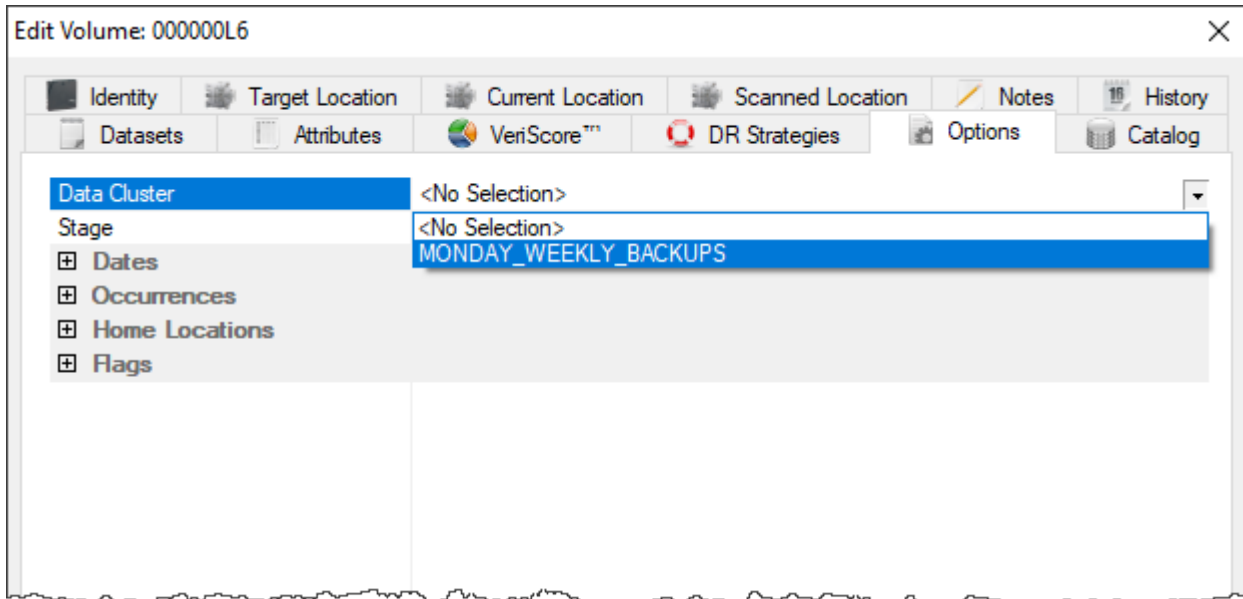 Edit Volume: 000000L6
Identity Target Location Current Location Scanned Location Notes 16 History
Datasets Attributes VeriScore™ DR Strategies Options Catalog
Data Cluster <No Selection>
Stage <No Selection>
MONDAY_WEEKLY_BACKUPS
Dates
Occurrences
Home Locations
Flags